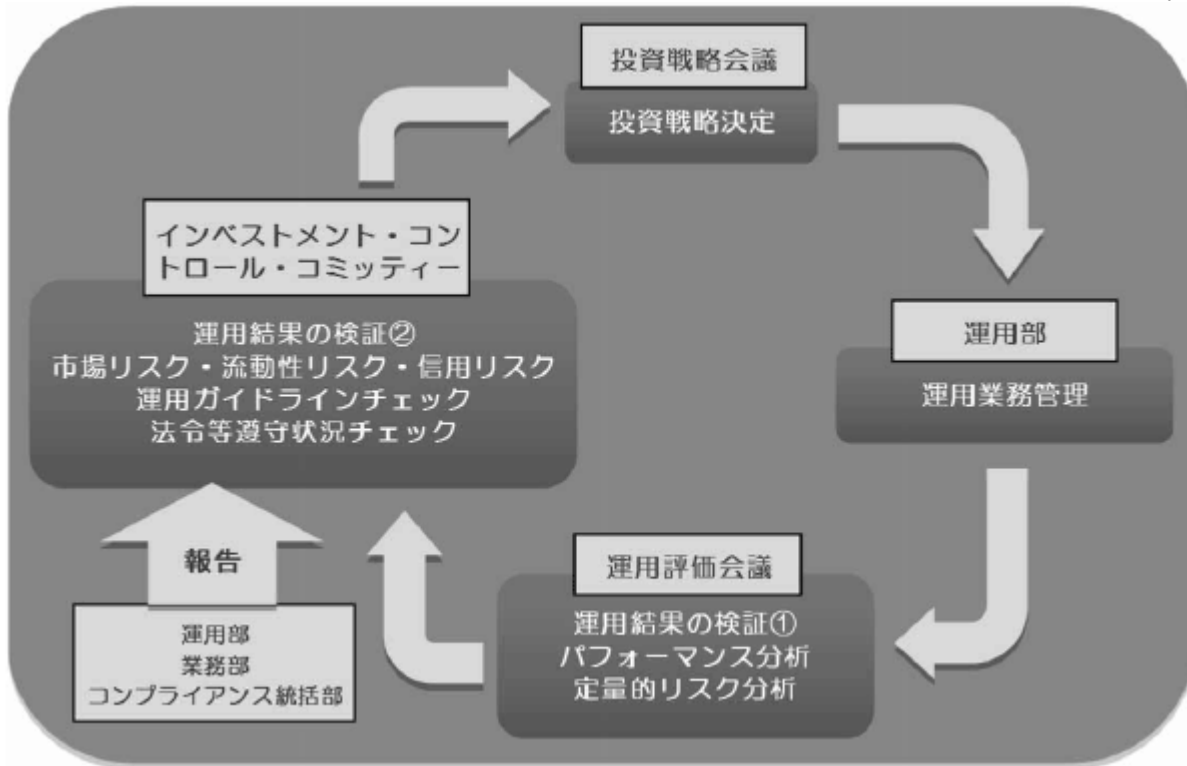 投資戦略会議
投資戦略決定
運用部
運用業務管理
運用評価会議
運用結果の検証①
パフォーマンス分析
定量的リスク分析
インベストメント・コン
トロール・コミッティー
運用結果の検証②
市場リスク・流動性リスク・信用リスク
運用ガイドラインチェック
法令等遵守状況チェック
報告
運用部
業務部
コンプライアンス統括部